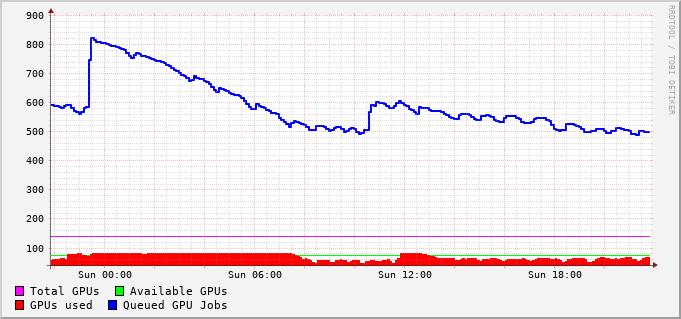 900
800
700
600
500
400
300
200
100
Sun 00:00 Sun 06:00 Sun 12:00 Sun 18:00
Total GPUs Available GPUs
GPUs used Queued GPU Jobs
RRDTOOL / TOBI OETIKER